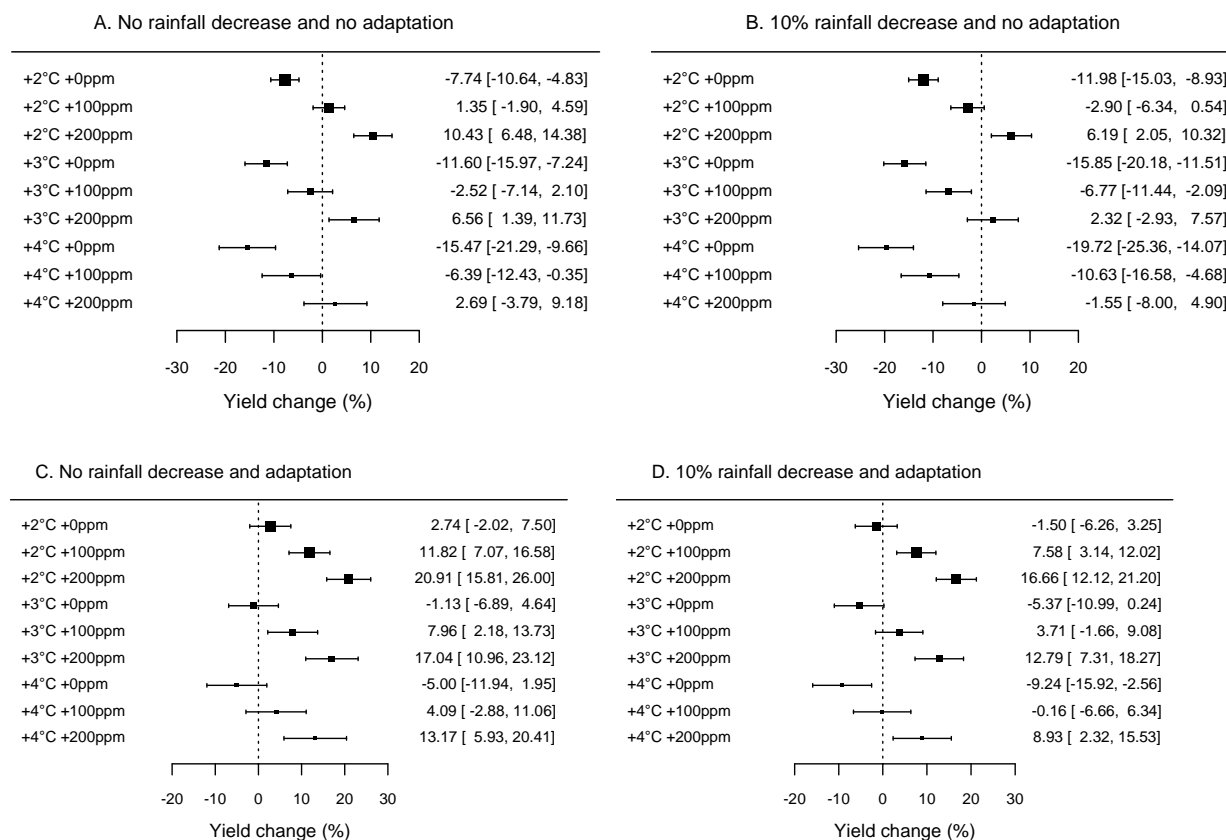 A. No rainfall decrease and no adaptation
+2°C +0ppm -7.74 [-10.64, -4.83]
+2°C +100ppm 1.35 [ -1.90, 4.59]
+2°C +200ppm 10.43 [ 6.48, 14.38]
+3°C +0ppm -11.60 [-15.97, -7.24]
+3°C +100ppm -2.52 [ -7.14, 2.10]
+3°C +200ppm 6.56 [ 1.39, 11.73]
+4°C +0ppm -15.47 [-21.29, -9.66]
+4°C +100ppm -6.39 [-12.43, -0.35]
+4°C +200ppm 2.69 [ -3.79, 9.18]
-30 -20 -10 0 10 20
Yield change (%)
B. 10% rainfall decrease and no adaptation
+2°C +0ppm -11.98 [-15.03, -8.93]
+2°C +100ppm -2.90 [ -6.34, 0.54]
+2°C +200ppm 6.19 [ 2.05, 10.32]
+3°C +0ppm -15.85 [-20.18, -11.51]
+3°C +100ppm -6.77 [-11.44, -2.09]
+3°C +200ppm 2.32 [ -2.93, 7.57]
+4°C +0ppm -19.72 [-25.36, -14.07]
+4°C +100ppm -10.63 [-16.58, -4.68]
+4°C +200ppm -1.55 [ -8.00, 4.90]
-30 -20 -10 0 10 20
Yield change (%)
C. No rainfall decrease and adaptation
+2°C +0ppm 2.74 [ -2.02, 7.50]
+2°C +100ppm 11.82 [ 7.07, 16.58]
+2°C +200ppm 20.91 [ 15.81, 26.00]
+3°C +0ppm -1.13 [ -6.89, 4.64]
+3°C +100ppm 7.96 [ 2.18, 13.73]
+3°C +200ppm 17.04 [ 10.96, 23.12]
+4°C +0ppm -5.00 [-11.94, 1.95]
+4°C +100ppm 4.09 [ -2.88, 11.06]
+4°C +200ppm 13.17 [ 5.93, 20.41]
-20 -10 0 10 20 30
Yield change (%)
D. 10% rainfall decrease and adaptation
+2°C +0ppm -1.50 [ -6.26, 3.25]
+2°C +100ppm 7.58 [ 3.14, 12.02]
+2°C +200ppm 16.66 [ 12.12, 21.20]
+3°C +0ppm -5.37 [-10.99, 0.24]
+3°C +100ppm 3.71 [ -1.66, 9.08]
+3°C +200ppm 12.79 [ 7.31, 18.27]
+4°C +0ppm -9.24 [-15.92, -2.56]
+4°C +100ppm -0.16 [ -6.66, 6.34]
+4°C +200ppm 8.93 [ 2.32, 15.53]
-20 -10 0 10 20 30
Yield change (%)